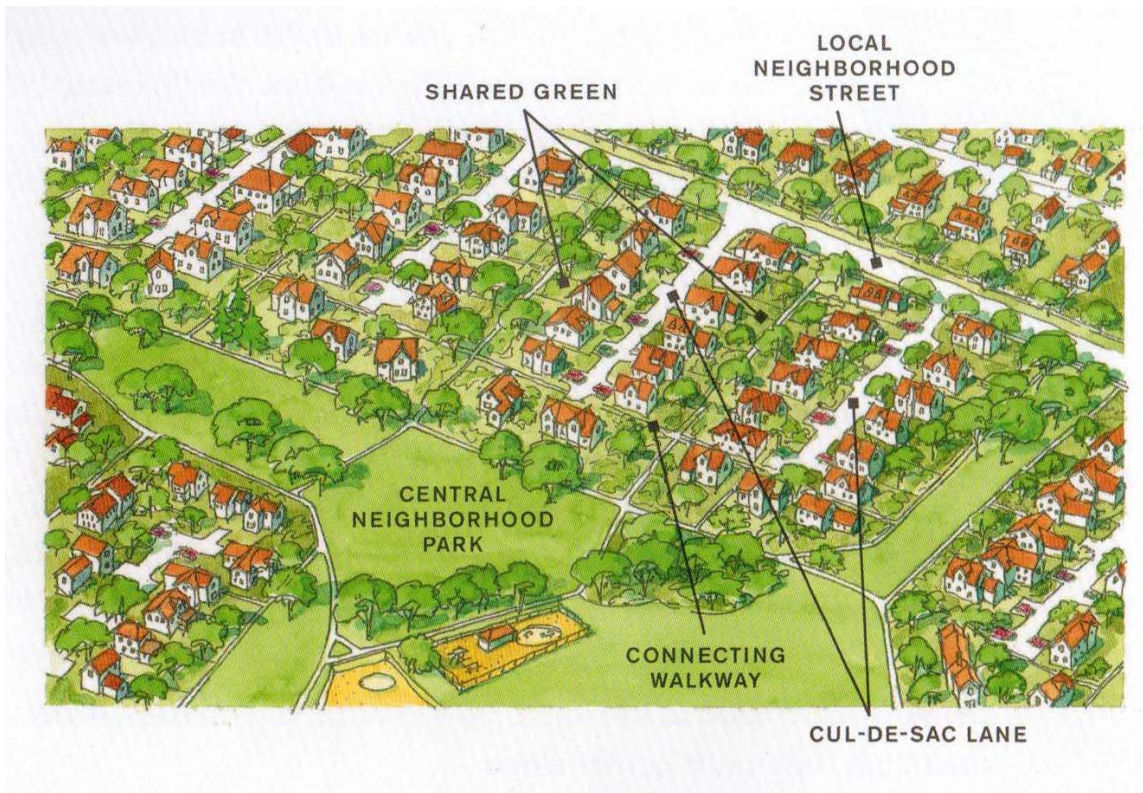 LOCAL
NEIGHBORHOOD
STREET
SHARED GREEN
CENTRAL
NEIGHBORHOOD
PARK
CONNECTING
WALKWAY
CUL-DE-SAC LANE